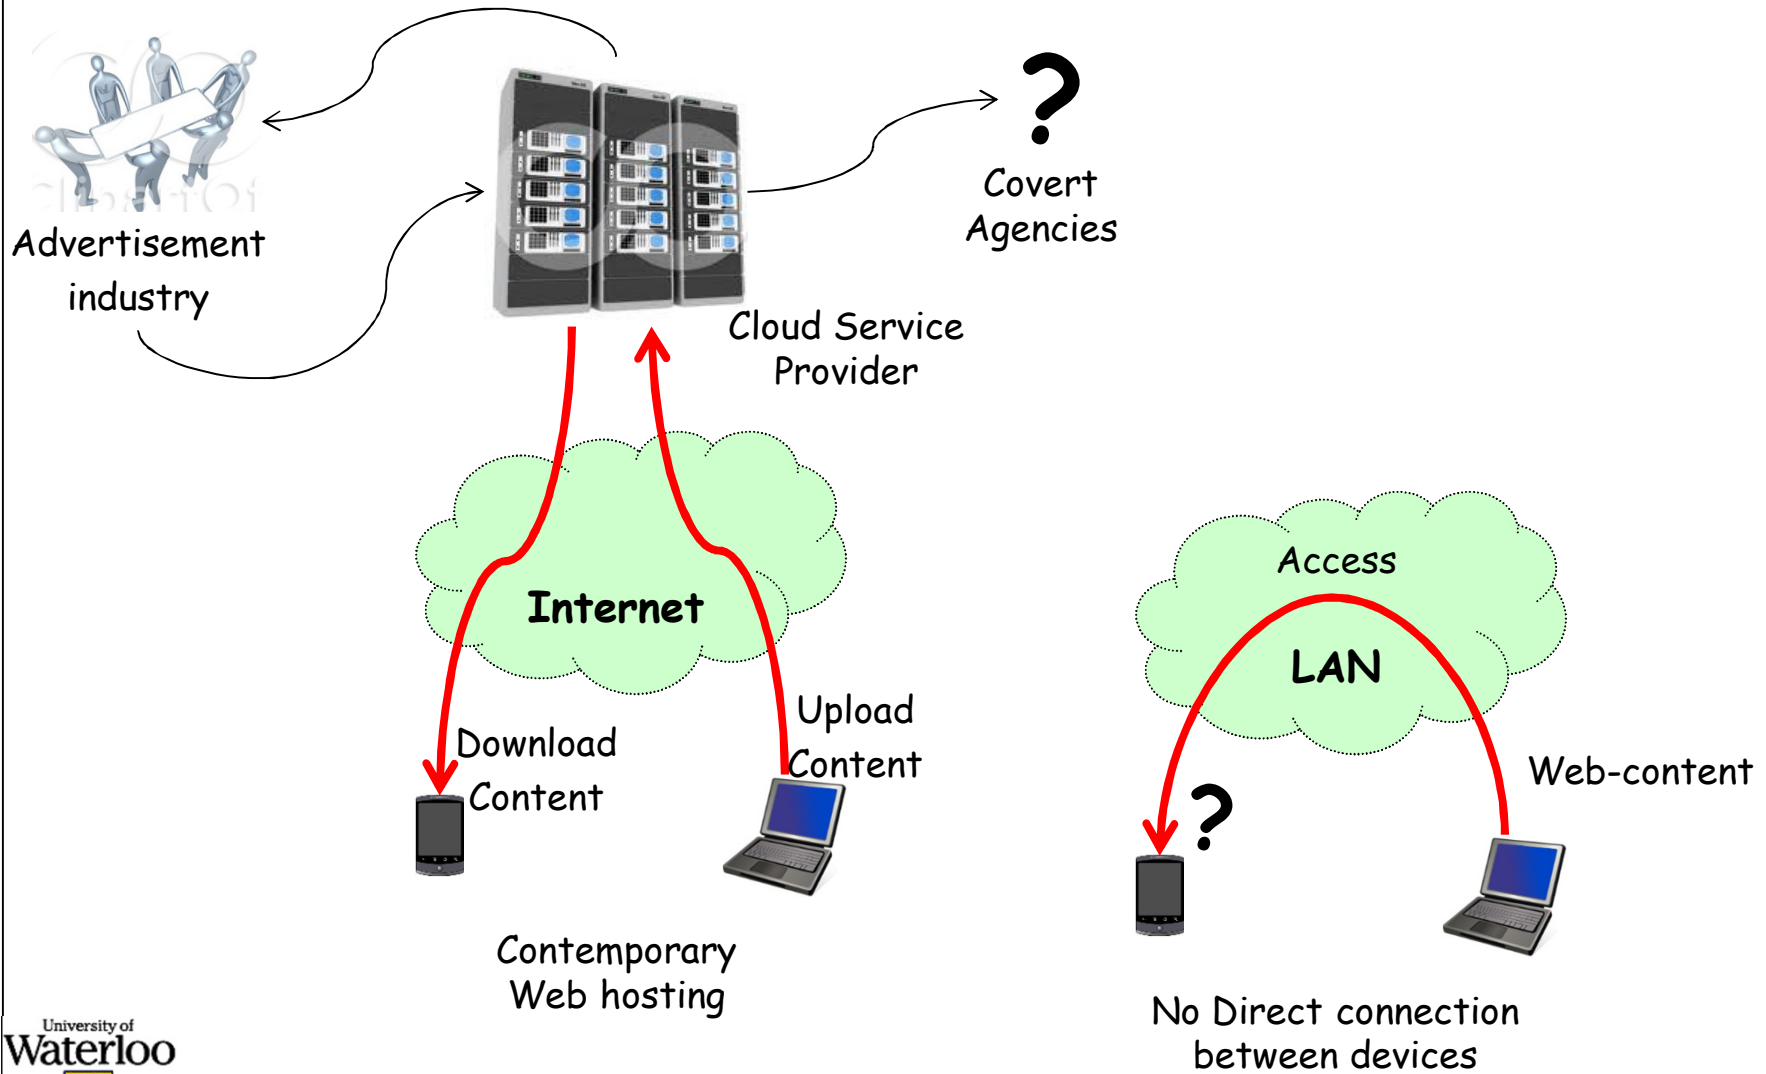 ?
Covert
Agencies
ClipartOf
Advertisement
industry
Cloud Service
Provider
Internet
Access
LAN
Upload
Content
Download
Content
Web-content
?
Contemporary
Web hosting
No Direct connection
between devices
University of
Waterloo